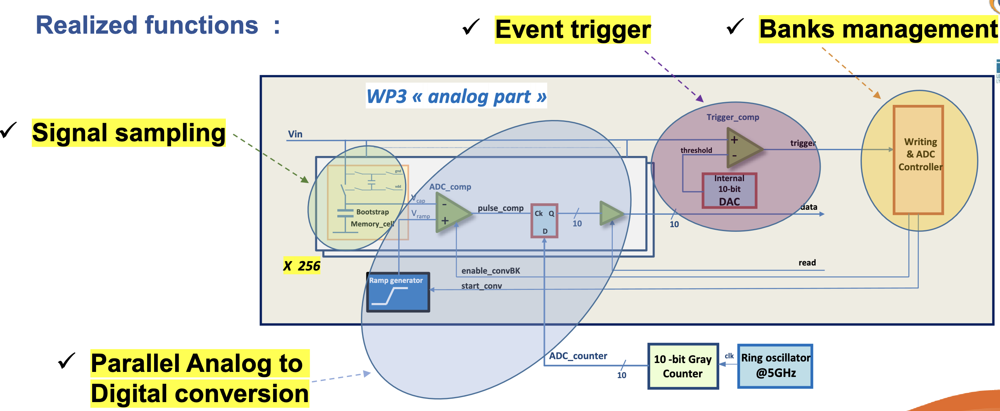 Realized functions :
✓ Event trigger
✓ Banks management
WP3 « analog part »
✓ Signal sampling
Trigger_comp
Vin
+
trigger
threshold
-
Writing
& ADC
Controller
gnd
vdd
Internal
10-bit
DAC
ADC_comp
Vcap
-
pulse_comp
Ck Q
D
10
data
10
Bootstrap
Memory_cell
Vramp
+
X 256
read
enable_convBK
Ramp generator
start_conv
✓ Parallel Analog to
Digital conversion
ADC_counter
10
10 -bit Gray
Counter
clk
Ring oscillator
@5GHz